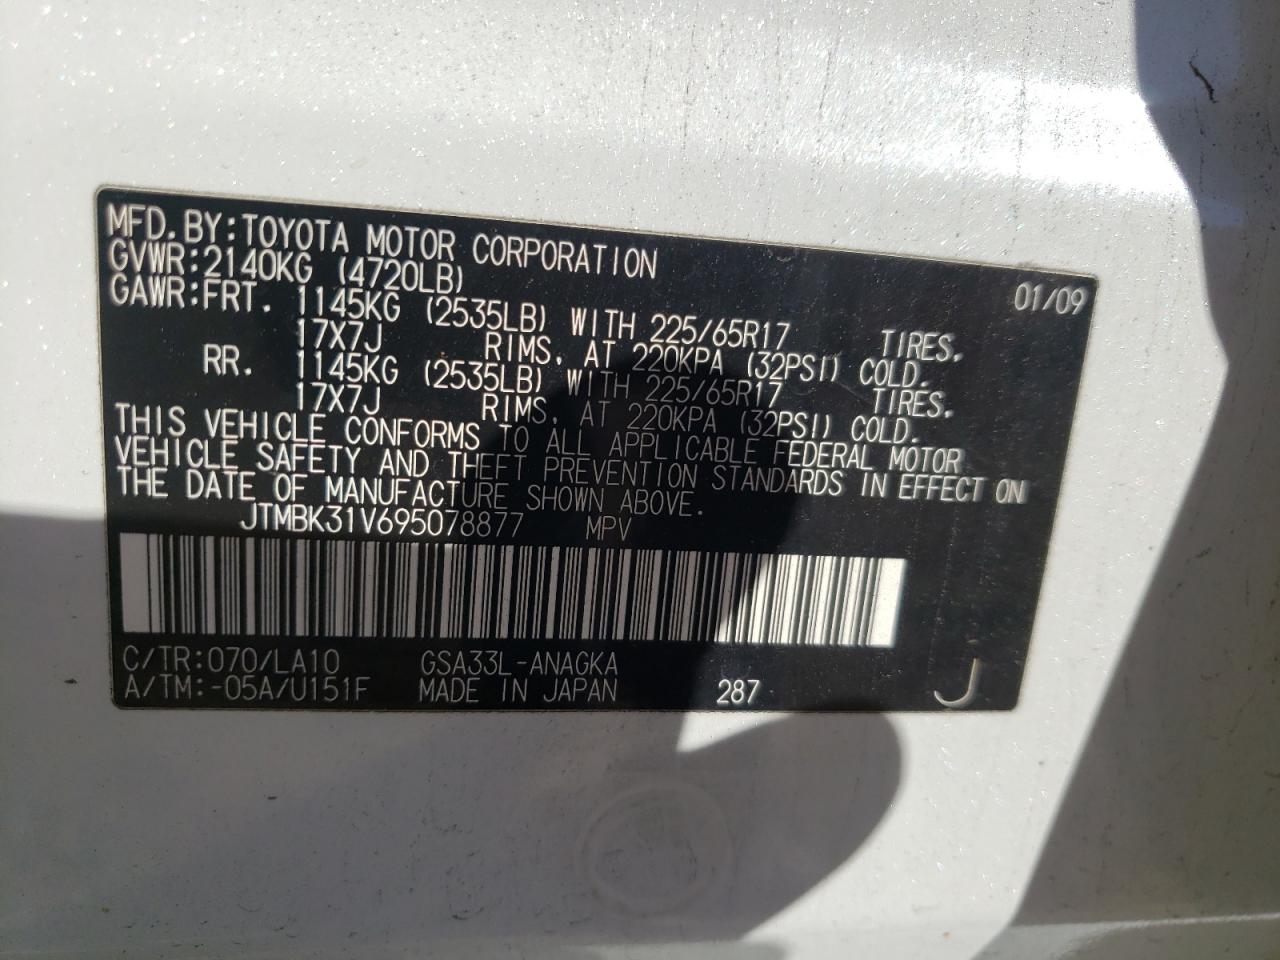 MFD.BY:TOYOTA MOTOR CORPORATION 01/09
GVWR:2140KG (4720LB)
GAWR:FRT. 1145KG (2535LB) WITH 225/65R17 TIRES,
17X7J RIMS, AT 220KPA (32PSI) COLD.
RR. 1145KG (2535LB) WITH 225/65R17 TIRES,
17X7J RIMS, AT 220KPA (32PSI) COLD.
THIS VEHICLE CONFORMS TO ALL APPLICABLE FEDERAL MOTOR
VEHICLE SAFETY AND THEFT PREVENTION STANDARDS IN EFFECT ON
THE DATE OF MANUFACTURE SHOWN ABOVE.
JTMBK31V695078877 MPV
C/TR:070/LA10 GSA33L-ANAGKA
A/TM:-05A/U151F MADE IN JAPAN 287 J